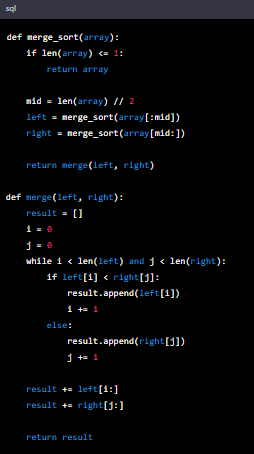 sql
def merge_sort(array):
    if len(array) <= 1:
        return array
    mid = len(array) // 2
    left = merge_sort(array[:mid])
    right = merge_sort(array[mid:])
    return merge(left, right)
def merge(left, right):
    result = []
    i = 0
    j = 0
    while i < len(left) and j < len(right):
        if left[i] < right[j]:
            result.append(left[i])
            i += 1
        else:
            result.append(right[j])
            j += 1
    result += left[i:]
    result += right[j:]
    return result